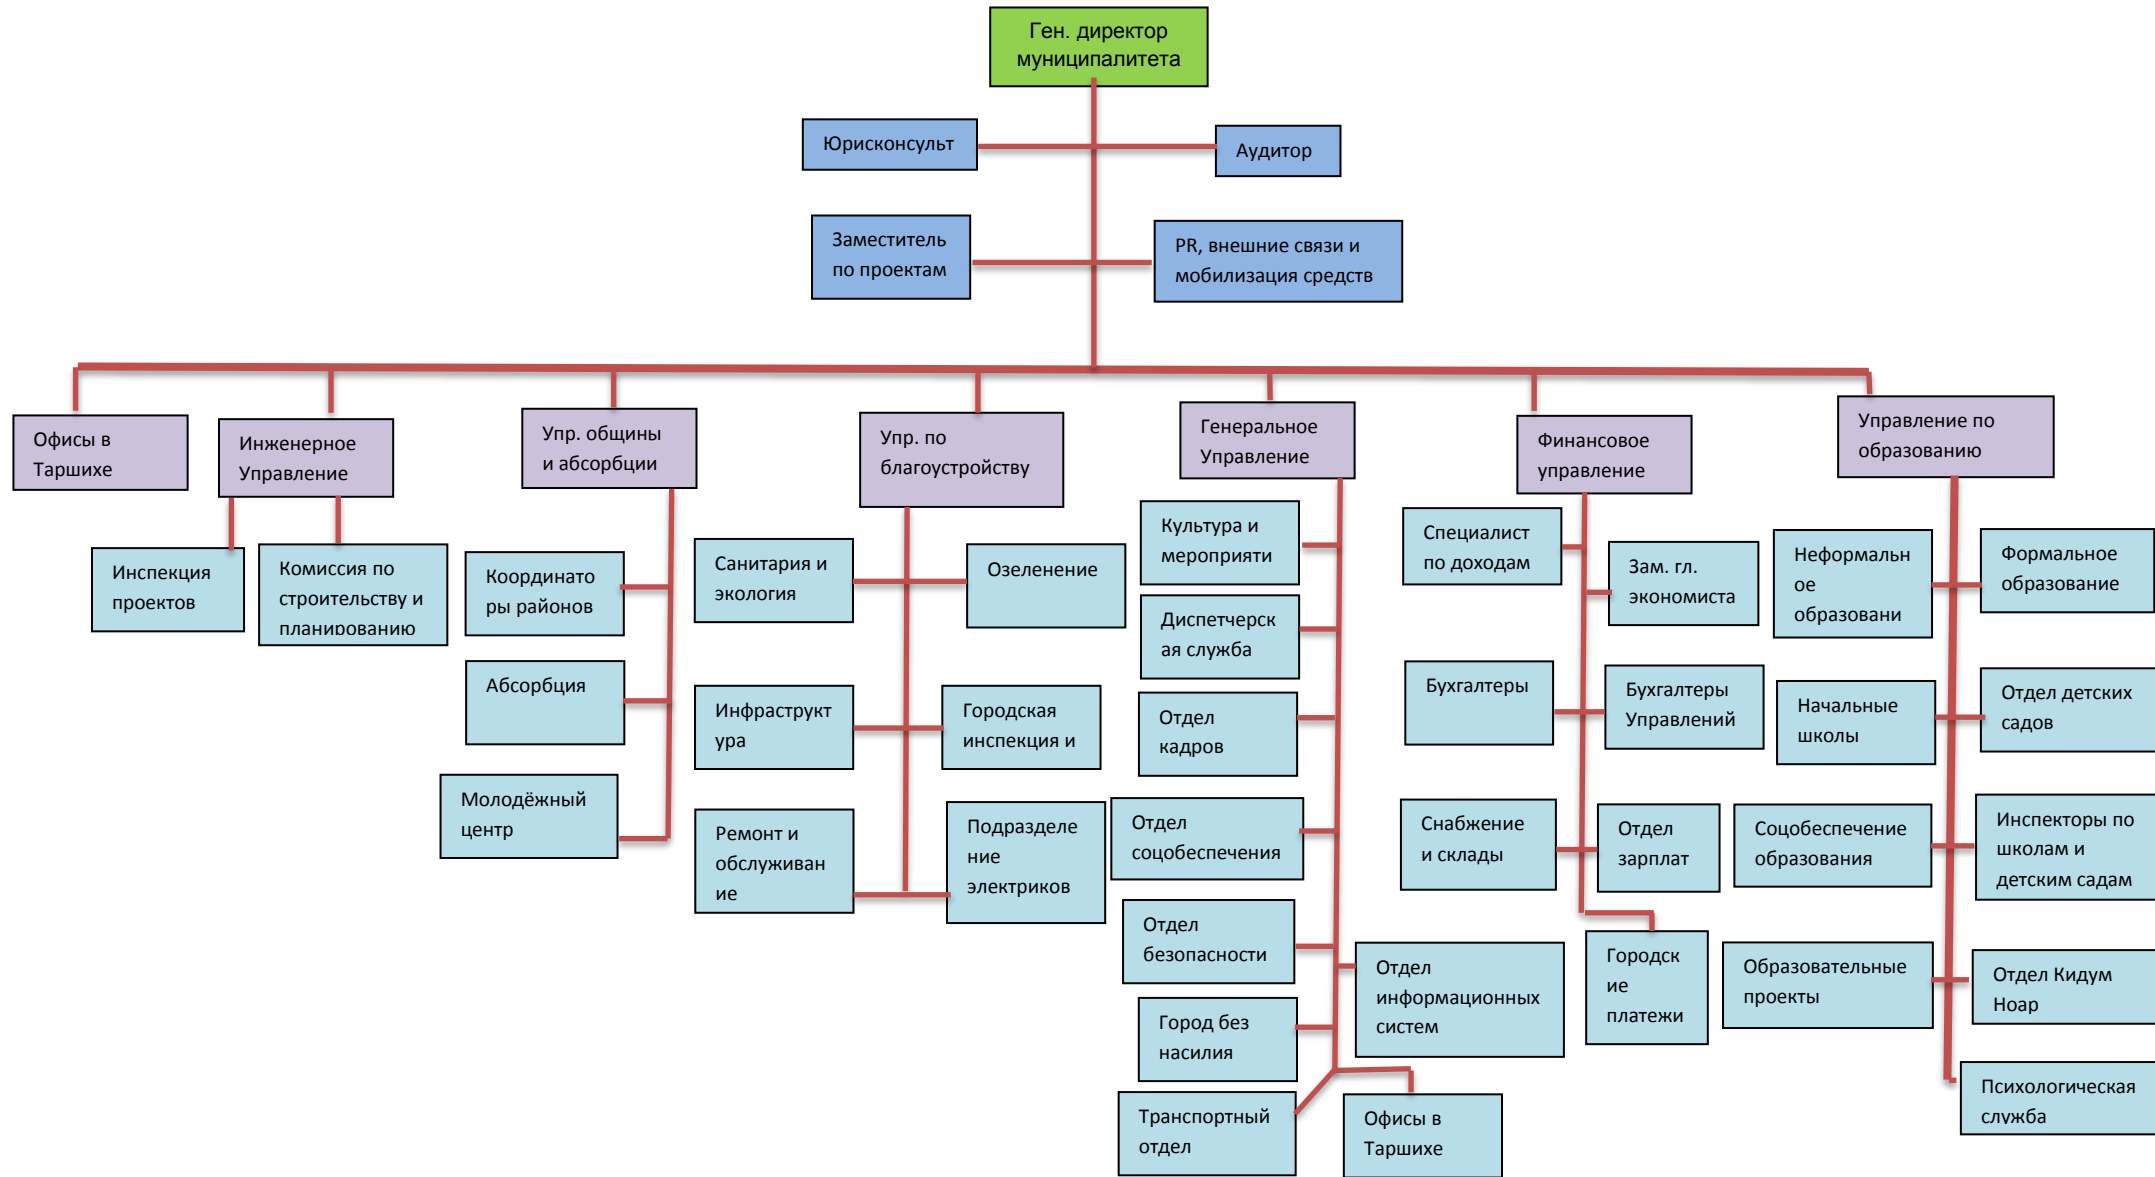 Ген. директор
муниципалитета
Юрисконсульт
Аудитор
Заместитель
по проектам
PR, внешние связи и
мобилизация средств
Офисы в
Таршихе
Инженерное
Управление
Упр. общины
и абсорбции
Упр. по
благоустройству
Генеральное
Управление
Финансовое
управление
Управление по
образованию
Инспекция
проектов
Комиссия по
строительству и
планированию
Координато
ры районов
Абсорбция
Молодёжный
центр
Санитария и
экология
Озеленение
Инфраструкт
ура
Городская
инспекция и
Ремонт и
обслуживан
ие
Подразделе
ние
электриков
Культура и
мероприяти
Диспетчерск
ая служба
Отдел
кадров
Отдел
соцобеспечения
Отдел
безопасности
Отдел
информационных
систем
Город без
насилия
Транспортный
отдел
Офисы в
Таршихе
Специалист
по доходам
Зам. гл.
экономиста
Бухгалтеры
Бухгалтеры
Управлений
Снабжение
и склады
Отдел
зарплат
Городск
ие
платежи
Неформальн
ое
образовани
Формальное
образование
Начальные
школы
Отдел детских
садов
Соцобеспечение
образования
Инспекторы по
школам и
детским садам
Образовательные
проекты
Отдел Кидум
Ноар
Психологическая
служба